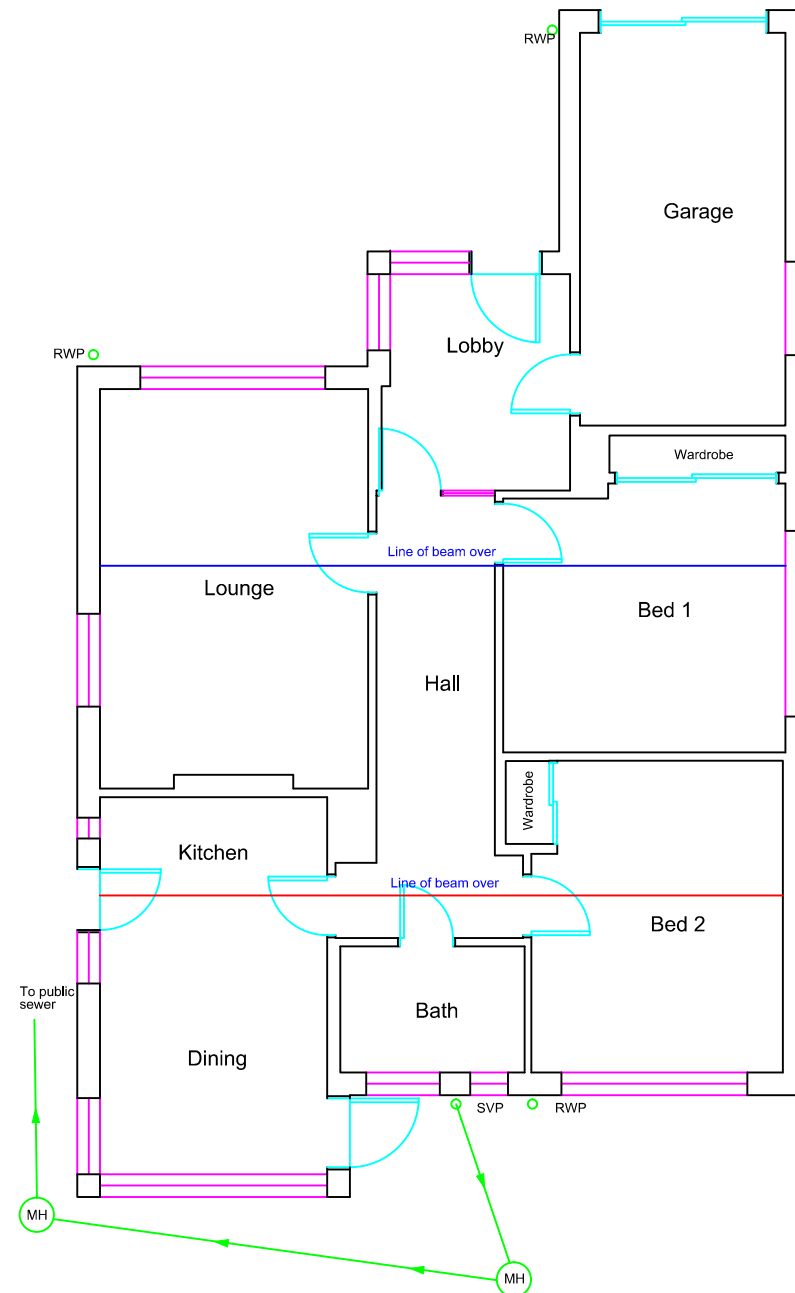 RWP
Garage
Lobby
RWP
Wardrobe
Line of beam over
Lounge
Bed 1
Hall
Wardrobe
Kitchen
Line of beam over
Bed 2
To public
sewer
Bath
Dining
SVP
RWP
MH
MH